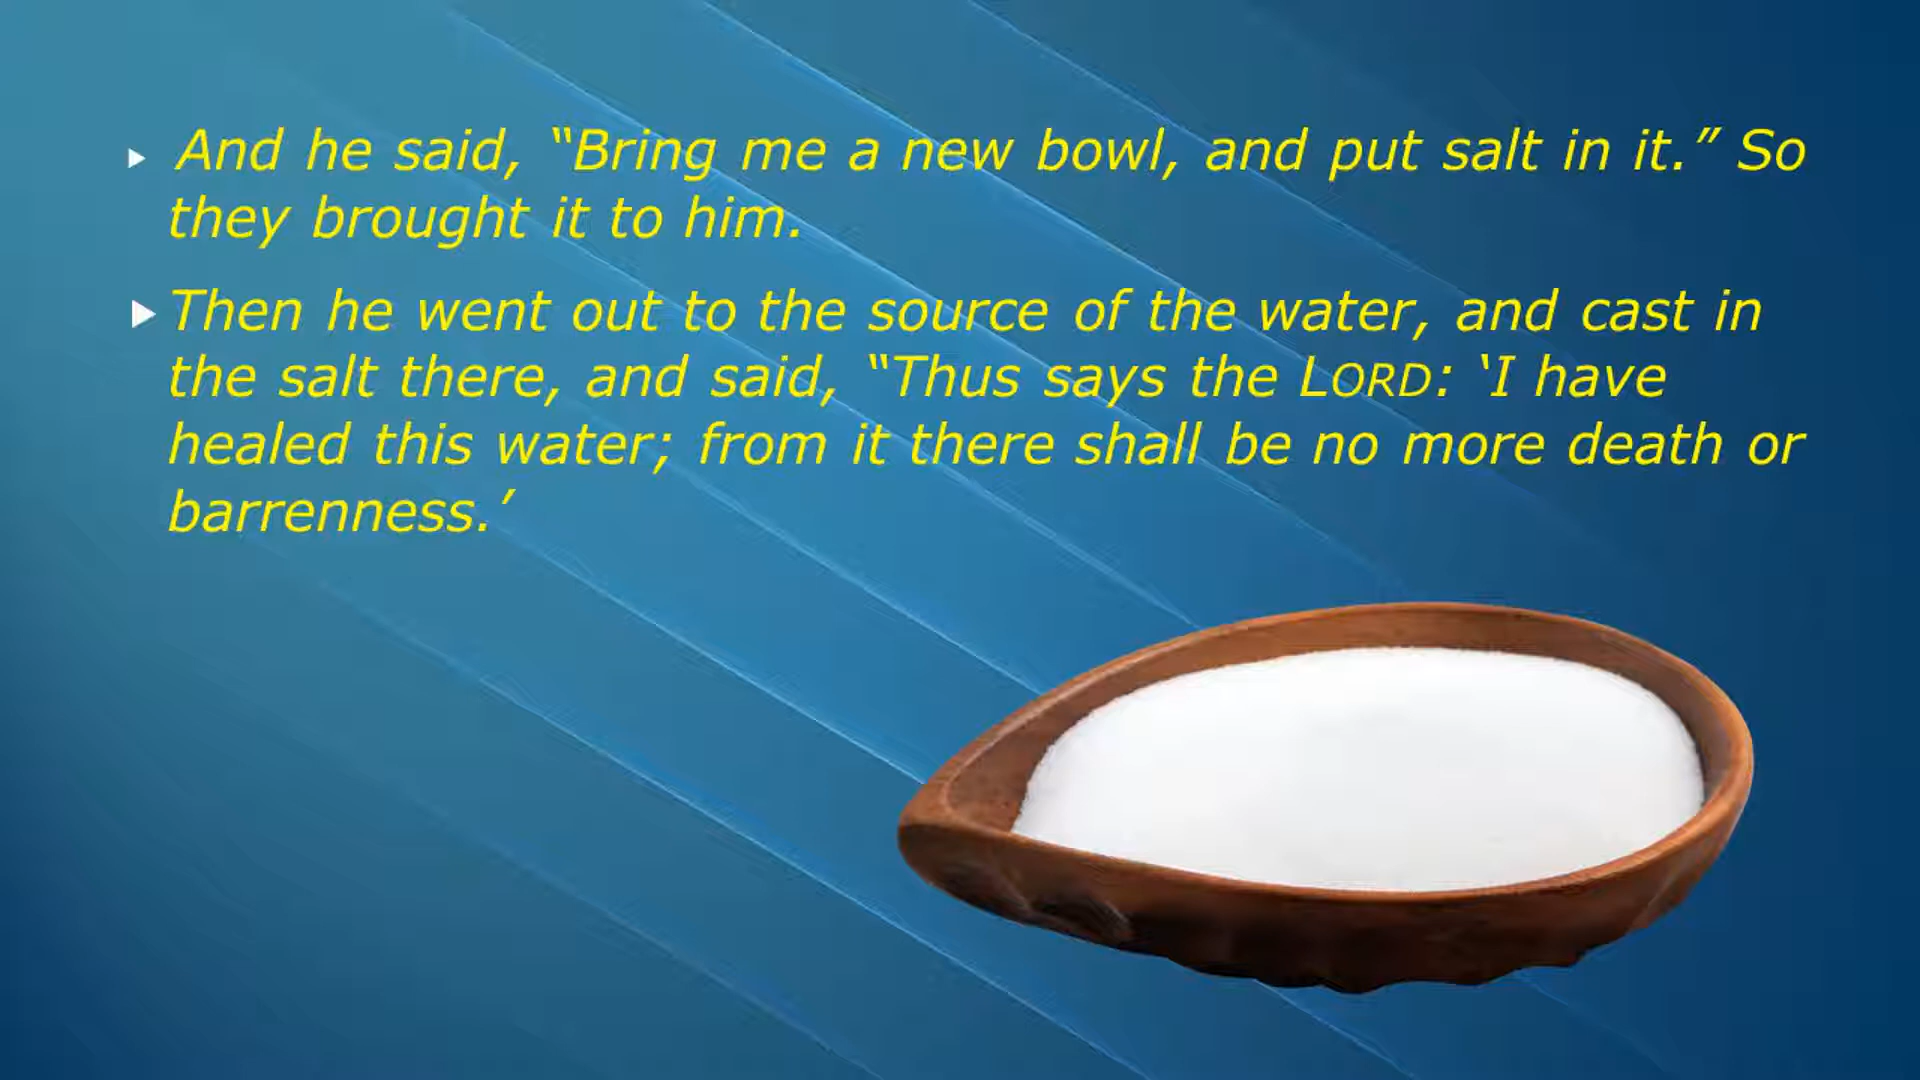 And he said, “Bring me a new bowl, and put salt in it.” So
they brought it to him.
Then he went out to the source of the water, and cast in
the salt there, and said, “Thus says the LORD: ‘I have
healed this water; from it there shall be no more death or
barrenness.’